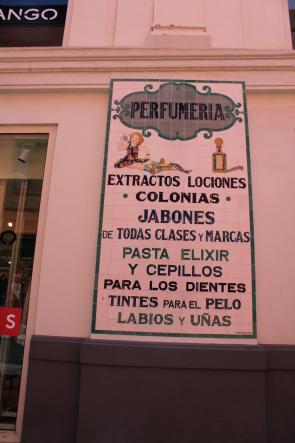 ANGO
PERFUMERIA
EXTRACTOS LOCIONES
· COLONIAS ·
JABONES
DE TODAS CLASES Y MARCAS
PASTA ELIXIR
Y CEPILLOS
PARA LOS DIENTES
TINTES PARA EL PELO
LABIOS Y UÑAS
S